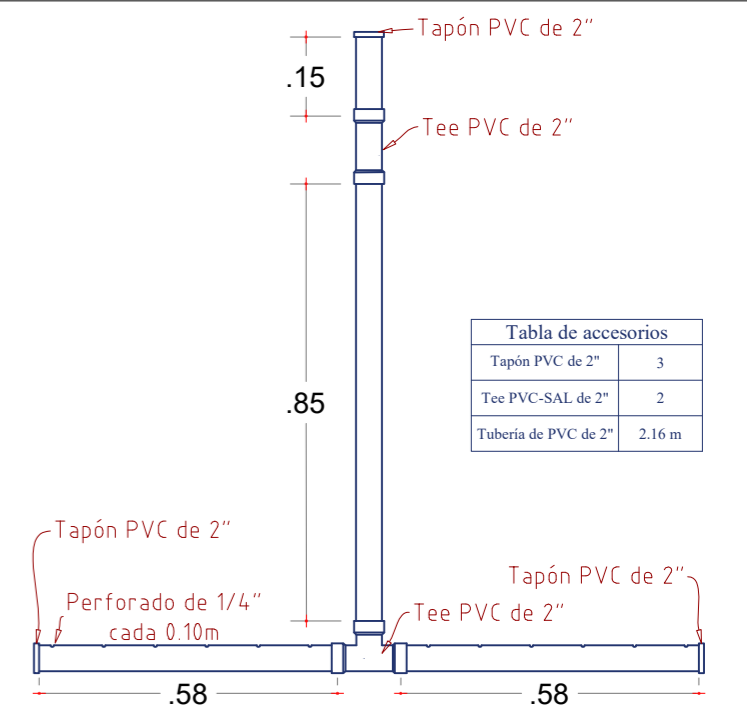 Tapón PVC de 2"
.15
Tee PVC de 2"
Tabla de accesorios
Tapón PVC de 2" 3
Tee PVC-SAL de 2" 2
Tubería de PVC de 2" 2.16 m
.85
Tapón PVC de 2"
Tapón PVC de 2"
Perforado de 1/4"
cada 0.10m
Tee PVC de 2"
.58
.58